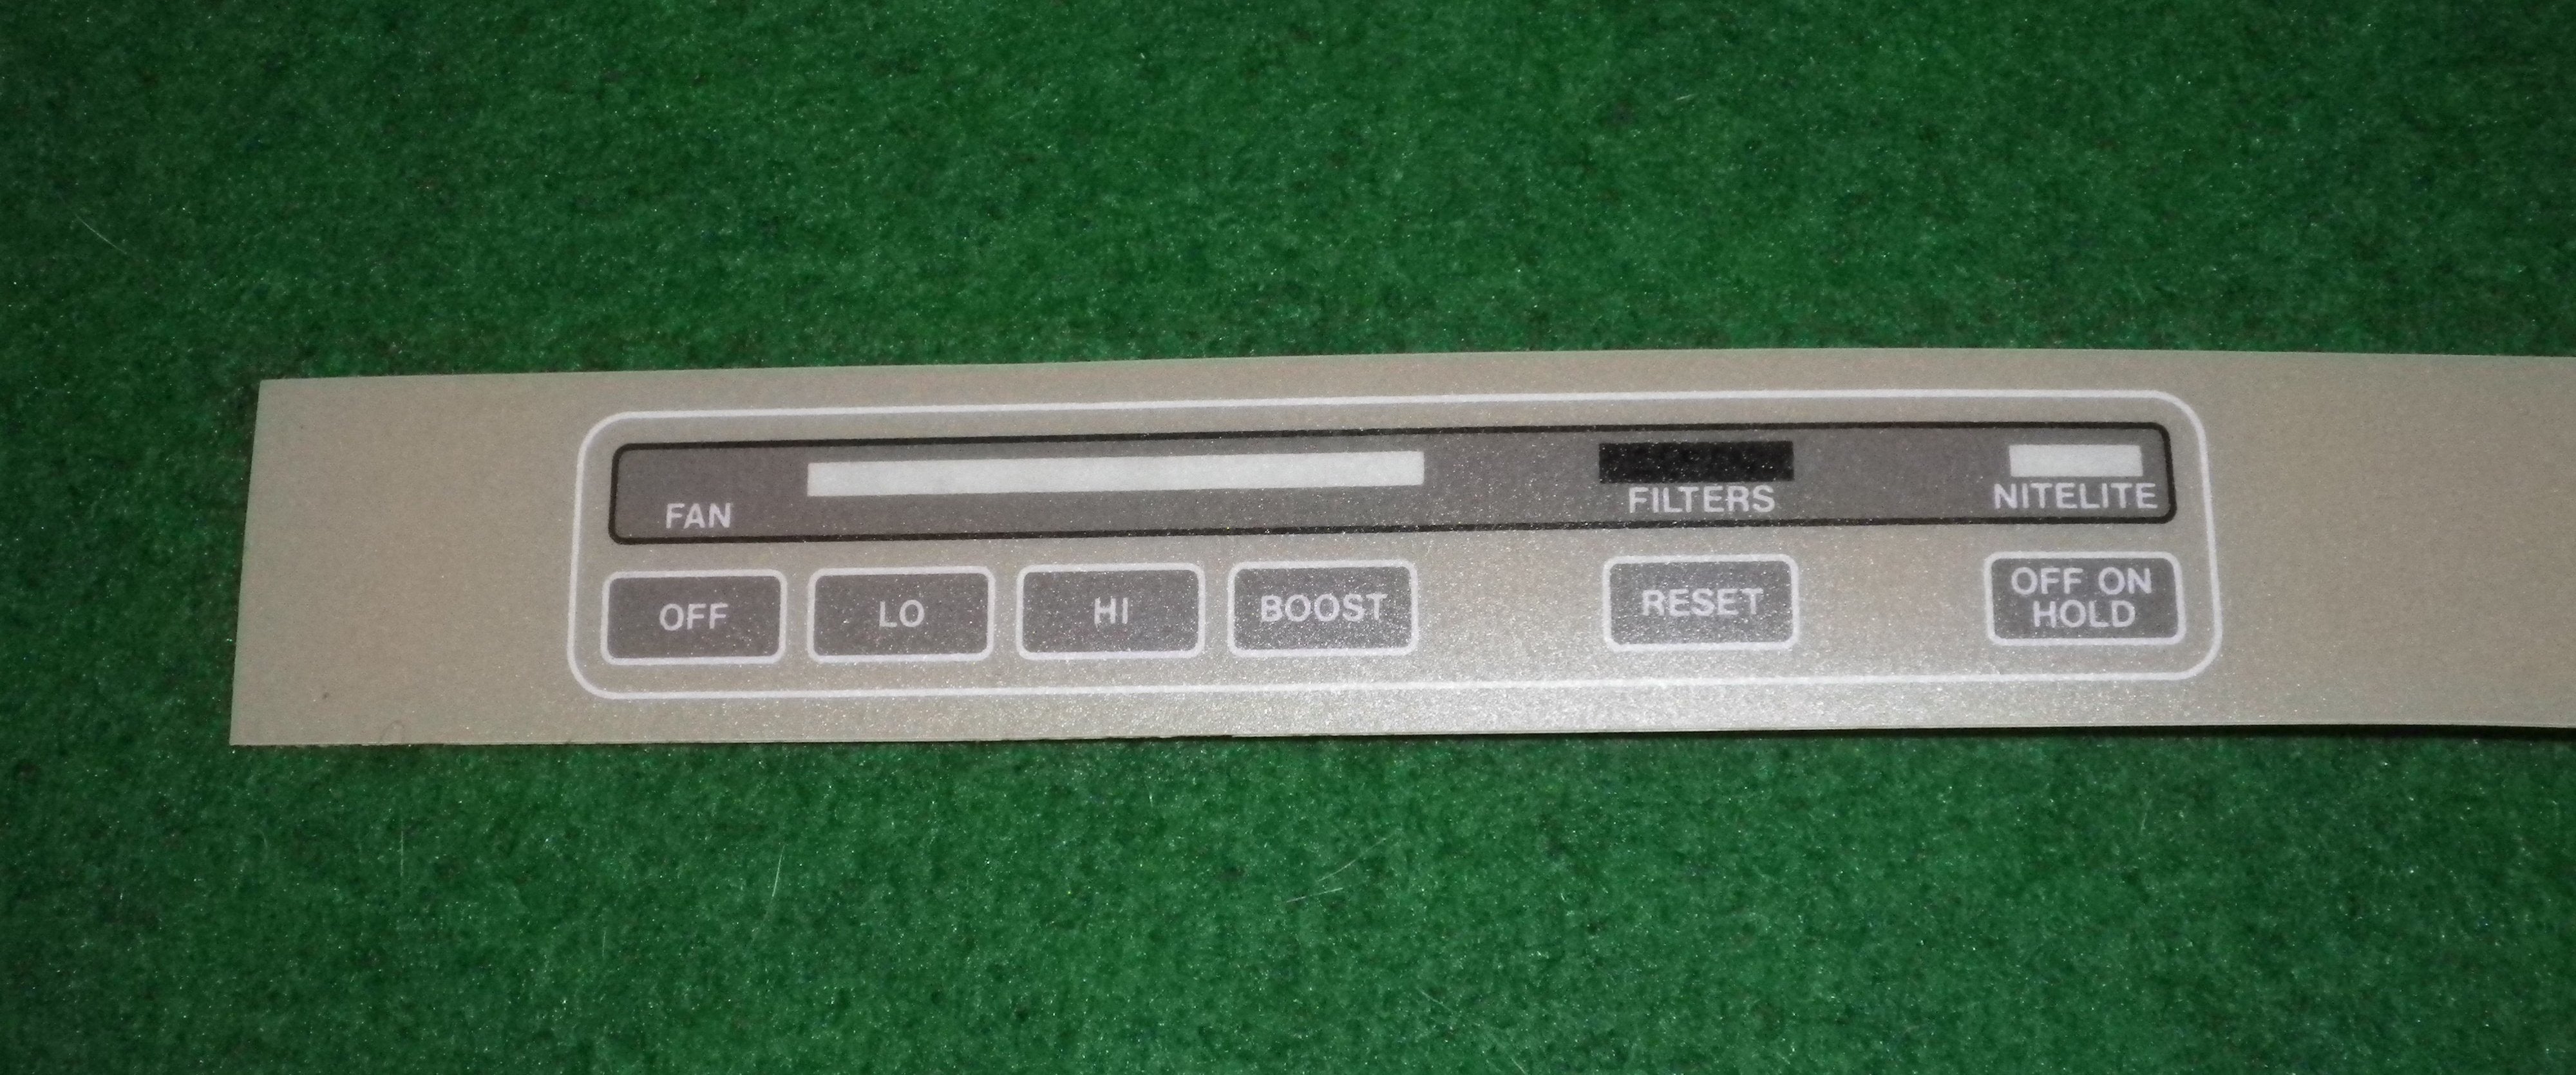 FAN
FILTERS
NITELITE
OFF
LO
HI
BOOST
RESET
OFF ON
HOLD